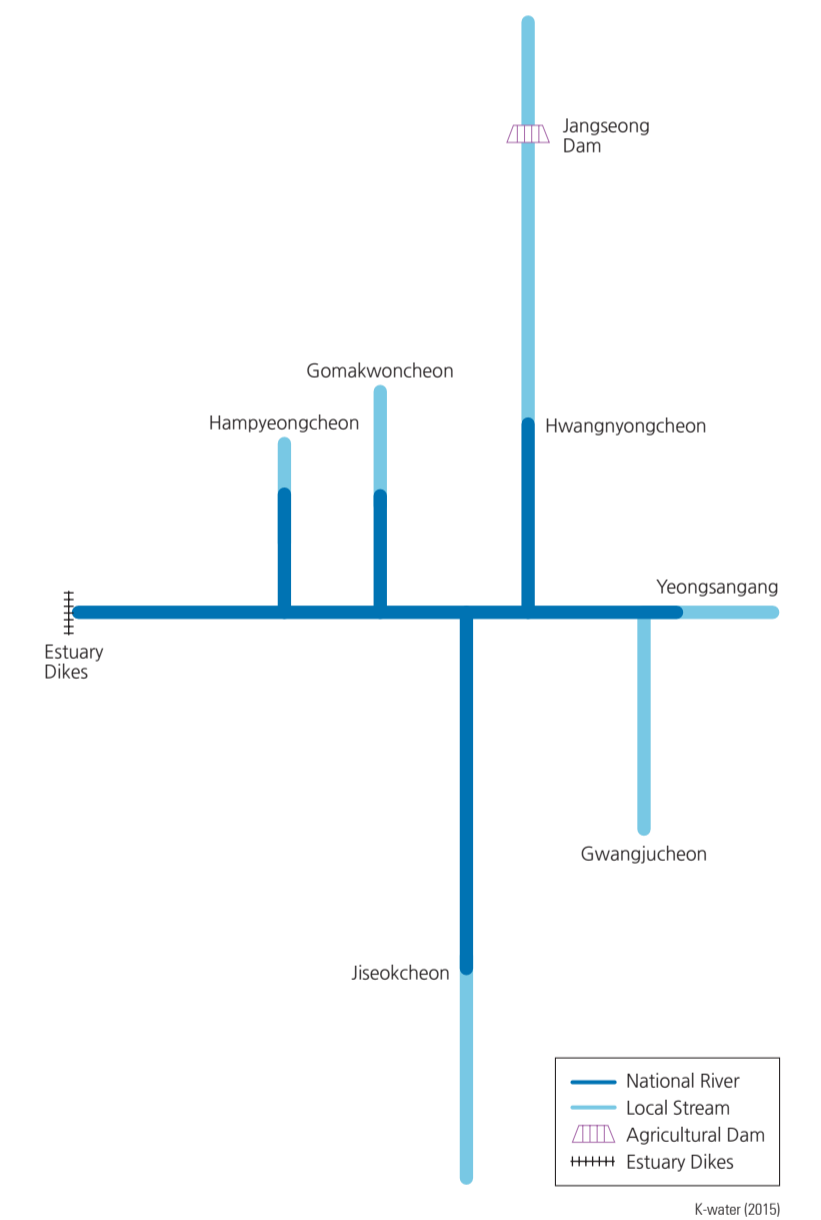 Jangseong
Dam
Gomakwoncheon
Hampyeongcheon
Hwangnyongcheon
Yeongsangang
Estuary
Dikes
Gwangjucheon
Jiseokcheon
National River
Local Stream
Agricultural Dam
Estuary Dikes
K-water (2015)